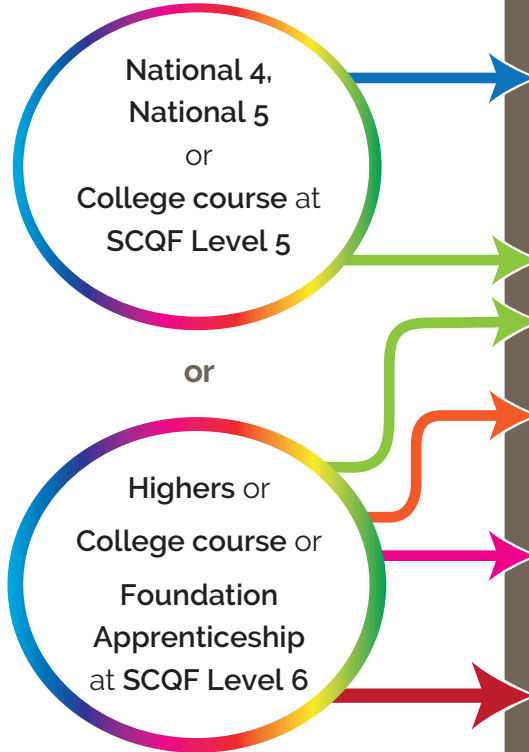 National 4,
National 5
or
College course at
SCQF Level 5
or
Highers or
College course or
Foundation
Apprenticeship
at SCQF Level 6